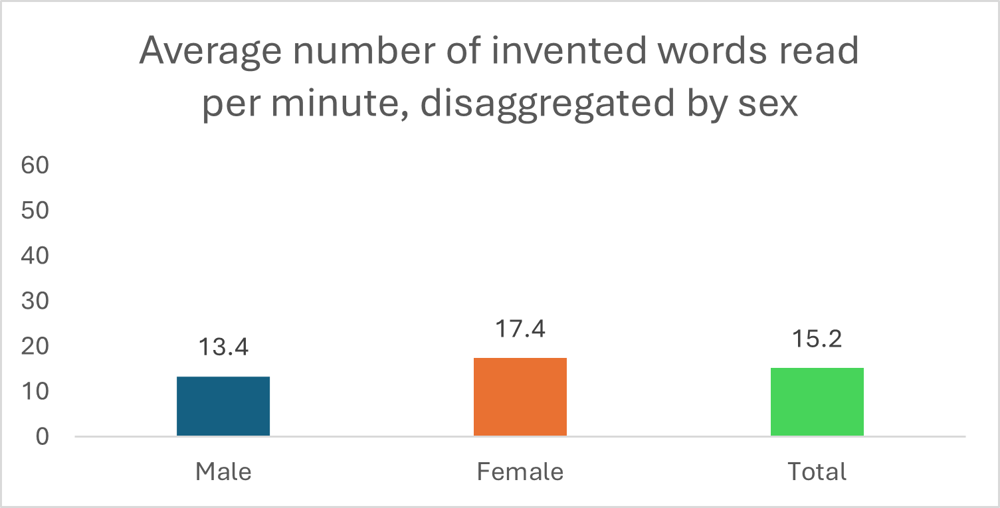 Average number of invented words read
per minute, disaggregated by sex
60
50
40
30
20
10
0
13.4
17.4
15.2
Male
Female
Total